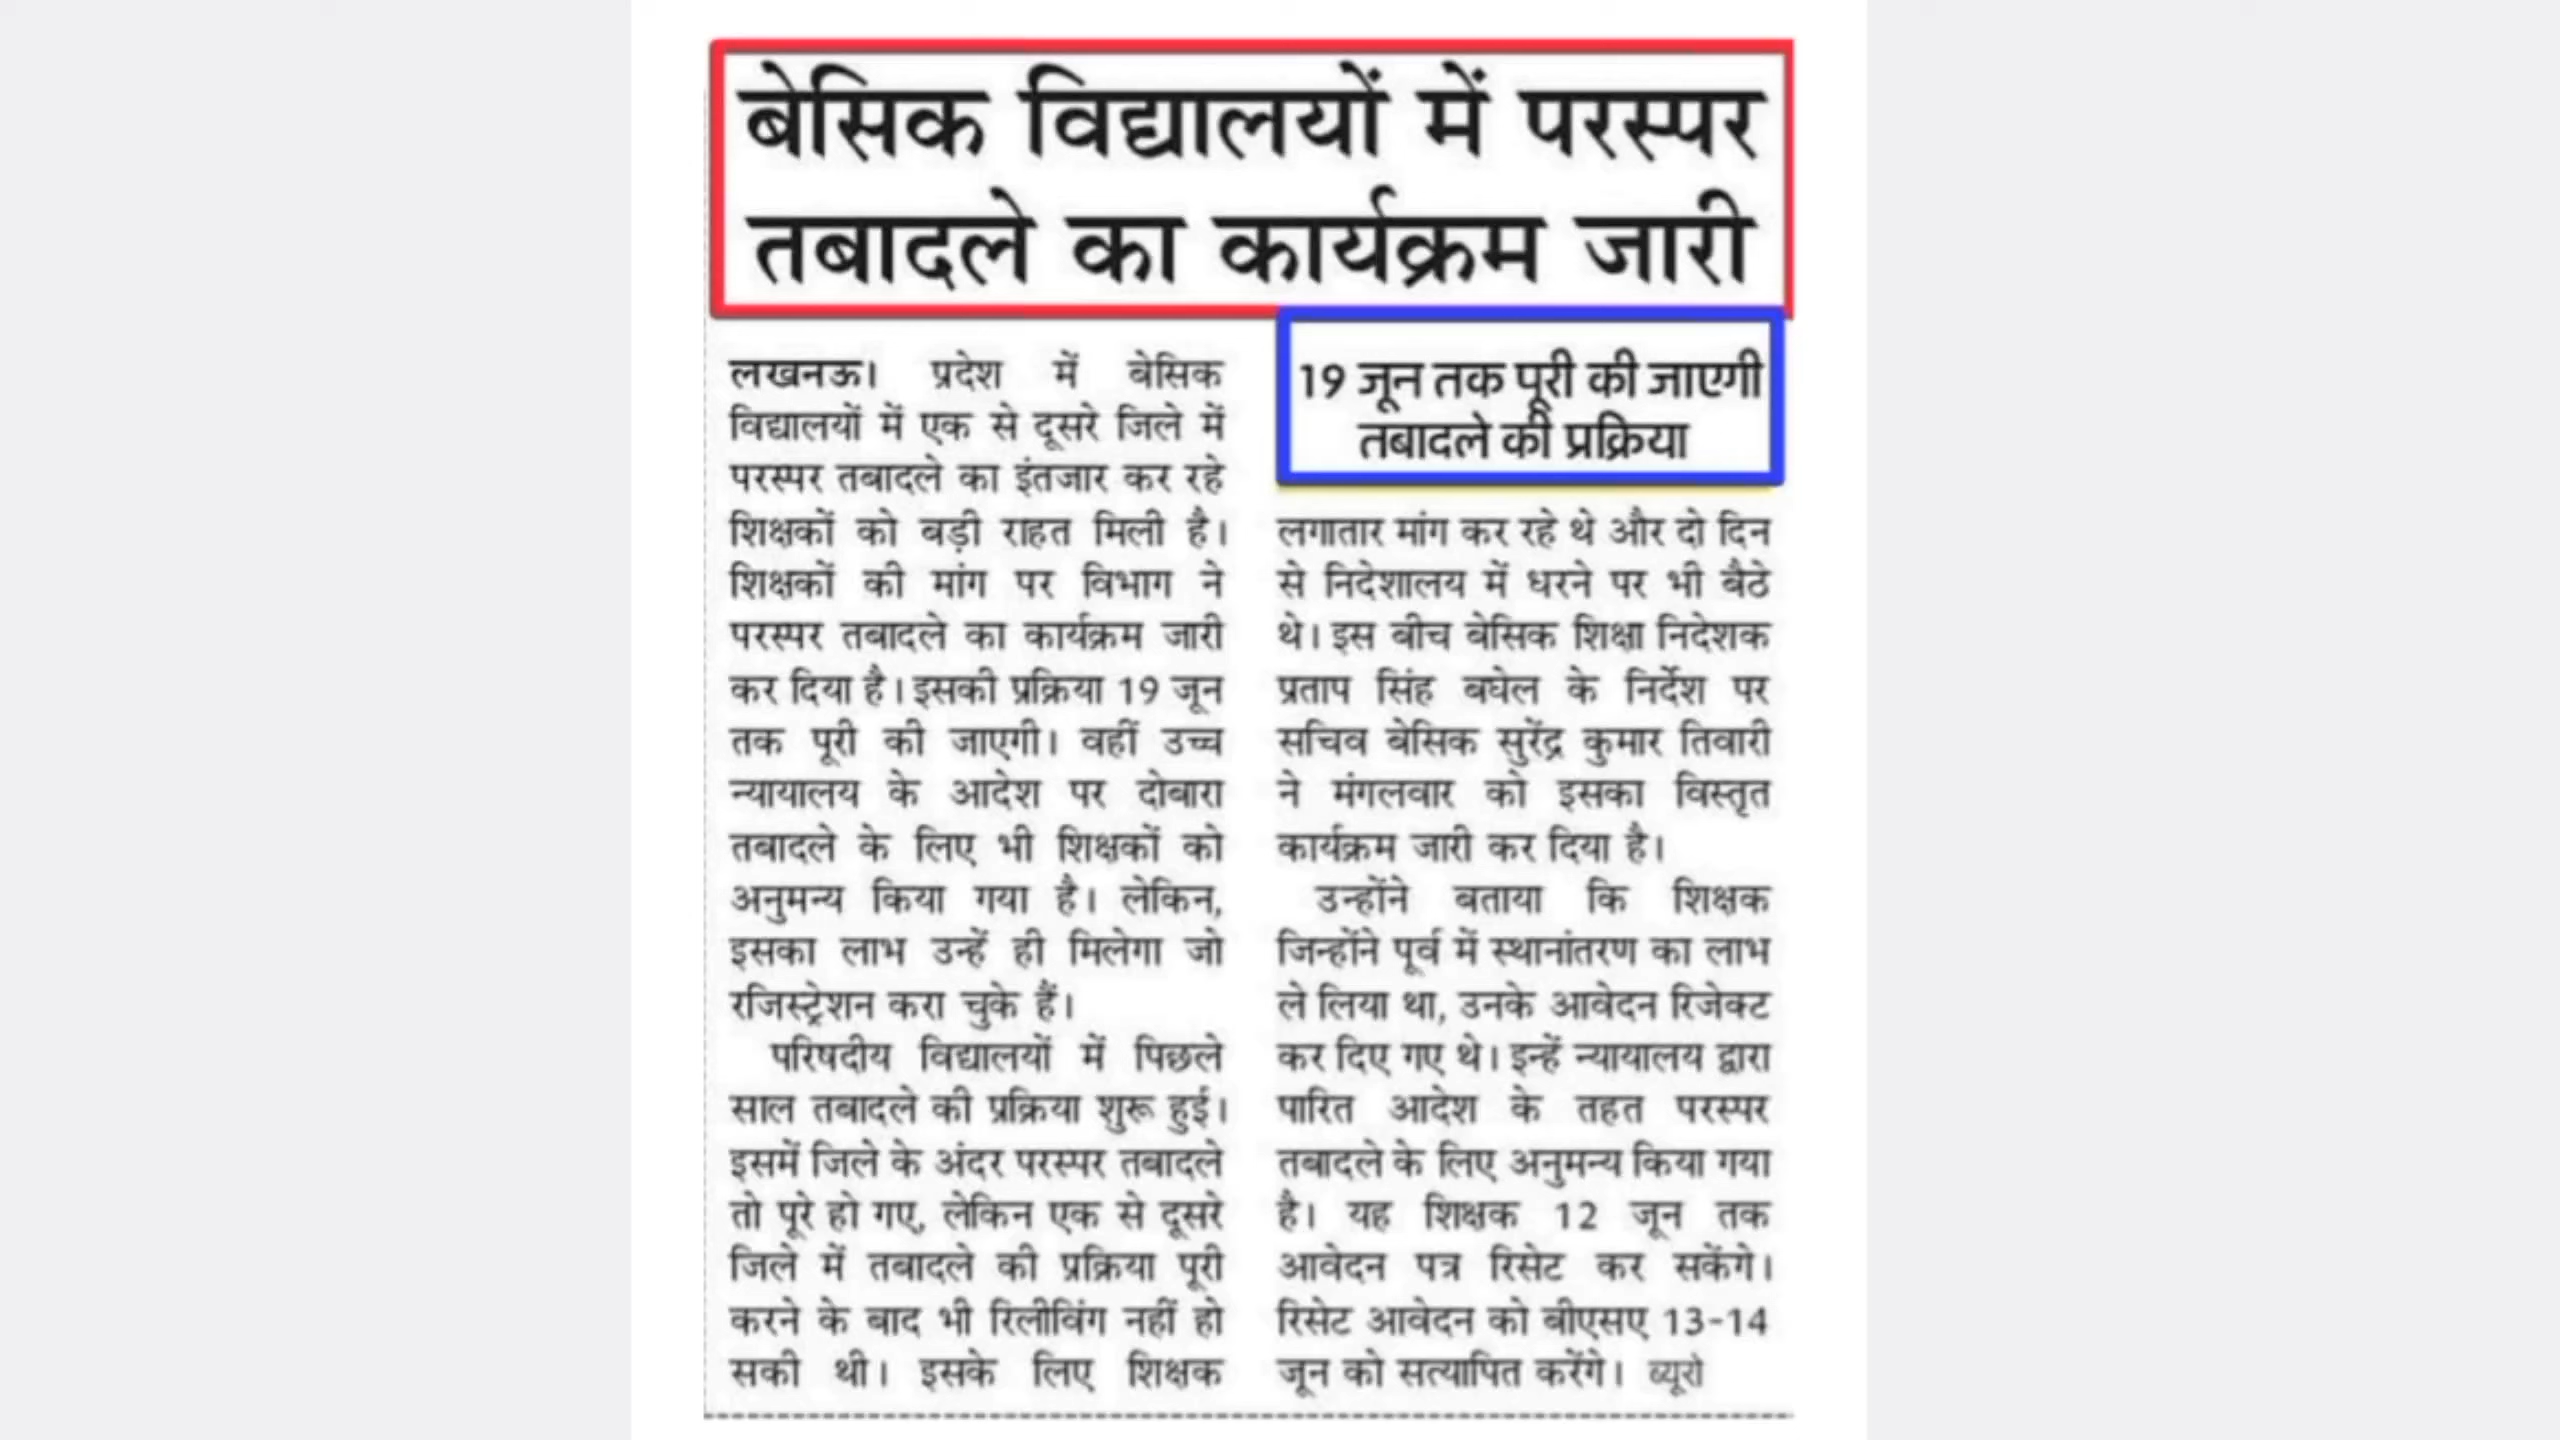 बेसिक विद्यालयों में परस्पर
तबादले का कार्यक्रम जारी
लखनऊ। प्रदेश में बेसिक
विद्यालयों में एक से दूसरे जिले में
परस्पर तबादले का इंतजार कर रहे
शिक्षकों को बड़ी राहत मिली है।
शिक्षकों की मांग पर विभाग ने
परस्पर तबादले का कार्यक्रम जारी
कर दिया है। इसकी प्रक्रिया 19 जून
तक पूरी की जाएगी। वहीं उच्च
न्यायालय के आदेश पर दोबारा
तबादले के लिए भी शिक्षकों को
अनुमन्य किया गया है। लेकिन,
इसका लाभ उन्हें ही मिलेगा जो
रजिस्ट्रेशन करा चुके हैं।
परिषदीय विद्यालयों में पिछले
साल तबादले की प्रक्रिया शुरू हुई।
इसमें जिले के अंदर परस्पर तबादले
तो पूरे हो गए, लेकिन एक से दूसरे
जिले में तबादले की प्रक्रिया पूरी
करने के बाद भी रिलीविंग नहीं हो
सकी थी। इसके लिए शिक्षक
19 जून तक पूरी की जाएगी
तबादले की प्रक्रिया
लगातार मांग कर रहे थे और दो दिन
से निदेशालय में धरने पर भी बैठे
थे। इस बीच बेसिक शिक्षा निदेशक
प्रताप सिंह बघेल के निर्देश पर
सचिव बेसिक सुरेंद्र कुमार तिवारी
ने मंगलवार को इसका विस्तृत
कार्यक्रम जारी कर दिया है।
उन्होंने बताया कि शिक्षक
जिन्होंने पूर्व में स्थानांतरण का लाभ
ले लिया था, उनके आवेदन रिजेक्ट
कर दिए गए थे। इन्हें न्यायालय द्वारा
पारित आदेश के तहत परस्पर
तबादले के लिए अनुमन्य किया गया
है। यह शिक्षक 12 जून तक
आवेदन पत्र रिसेट कर सकेंगे।
रिसेट आवेदन को बीएसए 13-14
जून को सत्यापित करेंगे। ब्यूरो